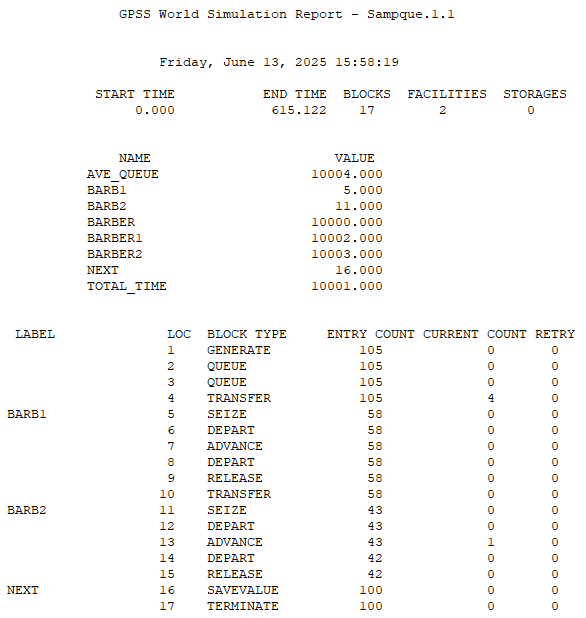 GPSS World Simulation Report - Sampque.1.1
Friday, June 13, 2025 15:58:19
START TIME END TIME BLOCKS FACILITIES STORAGES
0.000 615.122 17 2 0
NAME VALUE
AVE_QUEUE 10004.000
BARB1 5.000
BARB2 11.000
BARBER 10000.000
BARBER1 10002.000
BARBER2 10003.000
NEXT 16.000
TOTAL_TIME 10001.000
LABEL LOC BLOCK TYPE ENTRY COUNT CURRENT COUNT RETRY
1 GENERATE 105 0 0
2 QUEUE 105 0 0
3 QUEUE 105 0 0
4 TRANSFER 105 4 0
BARB1 5 SEIZE 58 0 0
6 DEPART 58 0 0
7 ADVANCE 58 0 0
8 DEPART 58 0 0
9 RELEASE 58 0 0
10 TRANSFER 58 0 0
BARB2 11 SEIZE 43 0 0
12 DEPART 43 0 0
13 ADVANCE 43 1 0
14 DEPART 42 0 0
15 RELEASE 42 0 0
NEXT 16 SAVEVALUE 100 0 0
17 TERMINATE 100 0 0